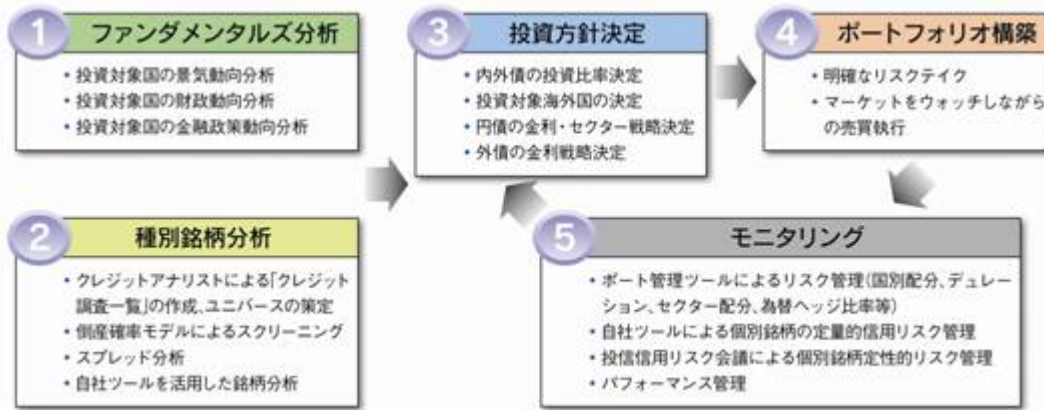 1
ファンダメンタルズ分析
• 投資対象国の景気動向分析
• 投資対象国の財政動向分析
• 投資対象国の金融政策動向分析
2
種別銘柄分析
• クレジットアナリストによる「クレジット
調査一覧」の作成、ユニバースの策定
• 倒産確率モデルによるスクリーニング
• スプレッド分析
• 自社ツールを活用した銘柄分析
3
投資方針決定
• 内外債の投資比率決定
• 投資対象海外国の決定
• 円債の金利・セクター戦略決定
• 外債の金利戦略決定
4
ポートフォリオ構築
• 明確なリスクテイク
• マーケットをウォッチしながら
の売買執行
5
モニタリング
• ポート管理ツールによるリスク管理(国別配分、デュレー
ション、セクター配分、為替ヘッジ比率等)
• 自社ツールによる個別銘柄の定量的信用リスク管理
• 投信信用リスク会議による個別銘柄定性的リスク管理
• パフォーマンス管理